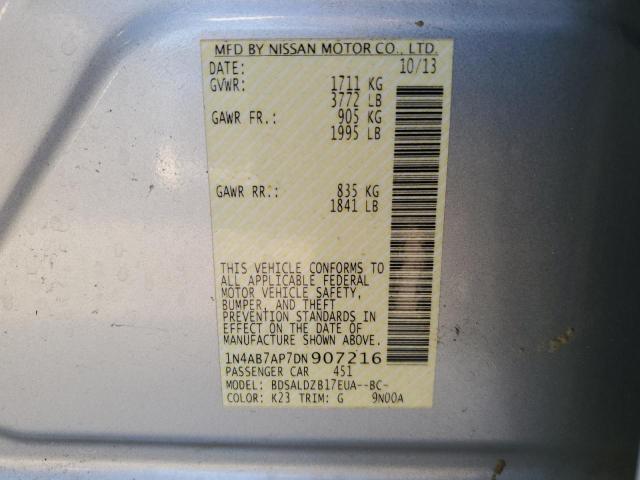 MFD BY NISSAN MOTOR CO., LTD.
DATE: 10/13
GVWR: 1711 KG
3772 LB
GAWR FR.: 905 KG
1995 LB
GAWR RR.: 835 KG
1841 LB
THIS VEHICLE CONFORMS TO
ALL APPLICABLE FEDERAL
MOTOR VEHICLE SAFETY,
BUMPER, AND THEFT
PREVENTION STANDARDS IN
EFFECT ON THE DATE OF
MANUFACTURE SHOWN ABOVE.
1N4AB7AP7DN907216
PASSENGER CAR 451
MODEL: BDSALDZB17EUA--BC-
COLOR: K23 TRIM: G 9N00A